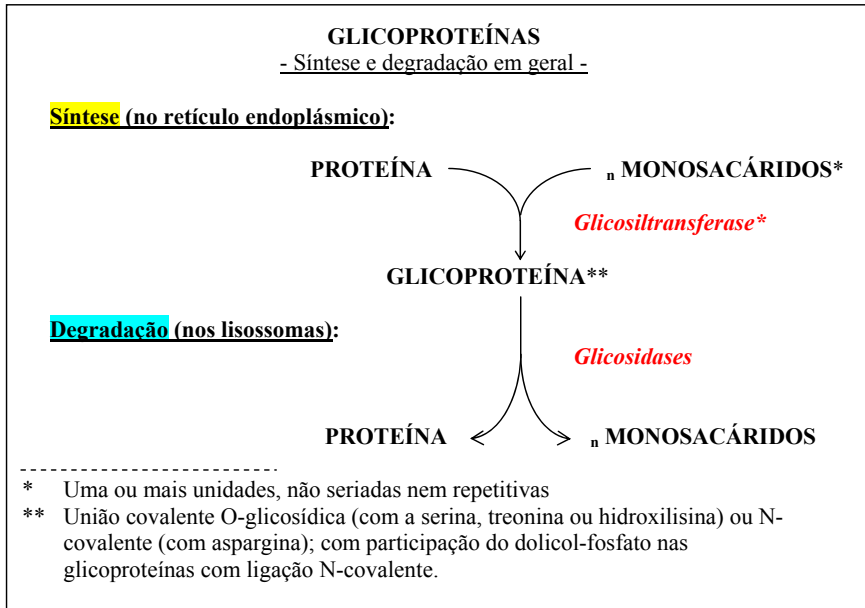 GLICOPROTEÍNAS
- Síntese e degradação em geral -
Síntese (no retículo endoplásmico):
PROTEÍNA n MONOSACÁRIDOS*
Glicosiltransferase*
GLICOPROTEÍNA**
Degradação (nos lisossomas):
Glicosidases
PROTEÍNA n MONOSACÁRIDOS
* Uma ou mais unidades, não seriadas nem repetitivas
** União covalente O-glicosídica (com a serina, treonina ou hidroxilisina) ou N-
covalente (com aspargina); com participação do dolicol-fosfato nas
glicoproteínas com ligação N-covalente.